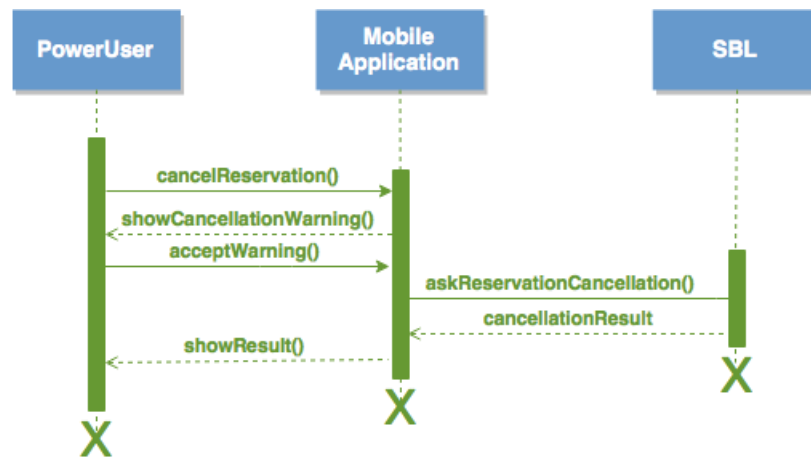 PowerUser
Mobile
Application
SBL
cancelReservation()
showCancellationWarning()
acceptWarning()
askReservationCancellation()
cancellationResult
showResult()
X
X
X